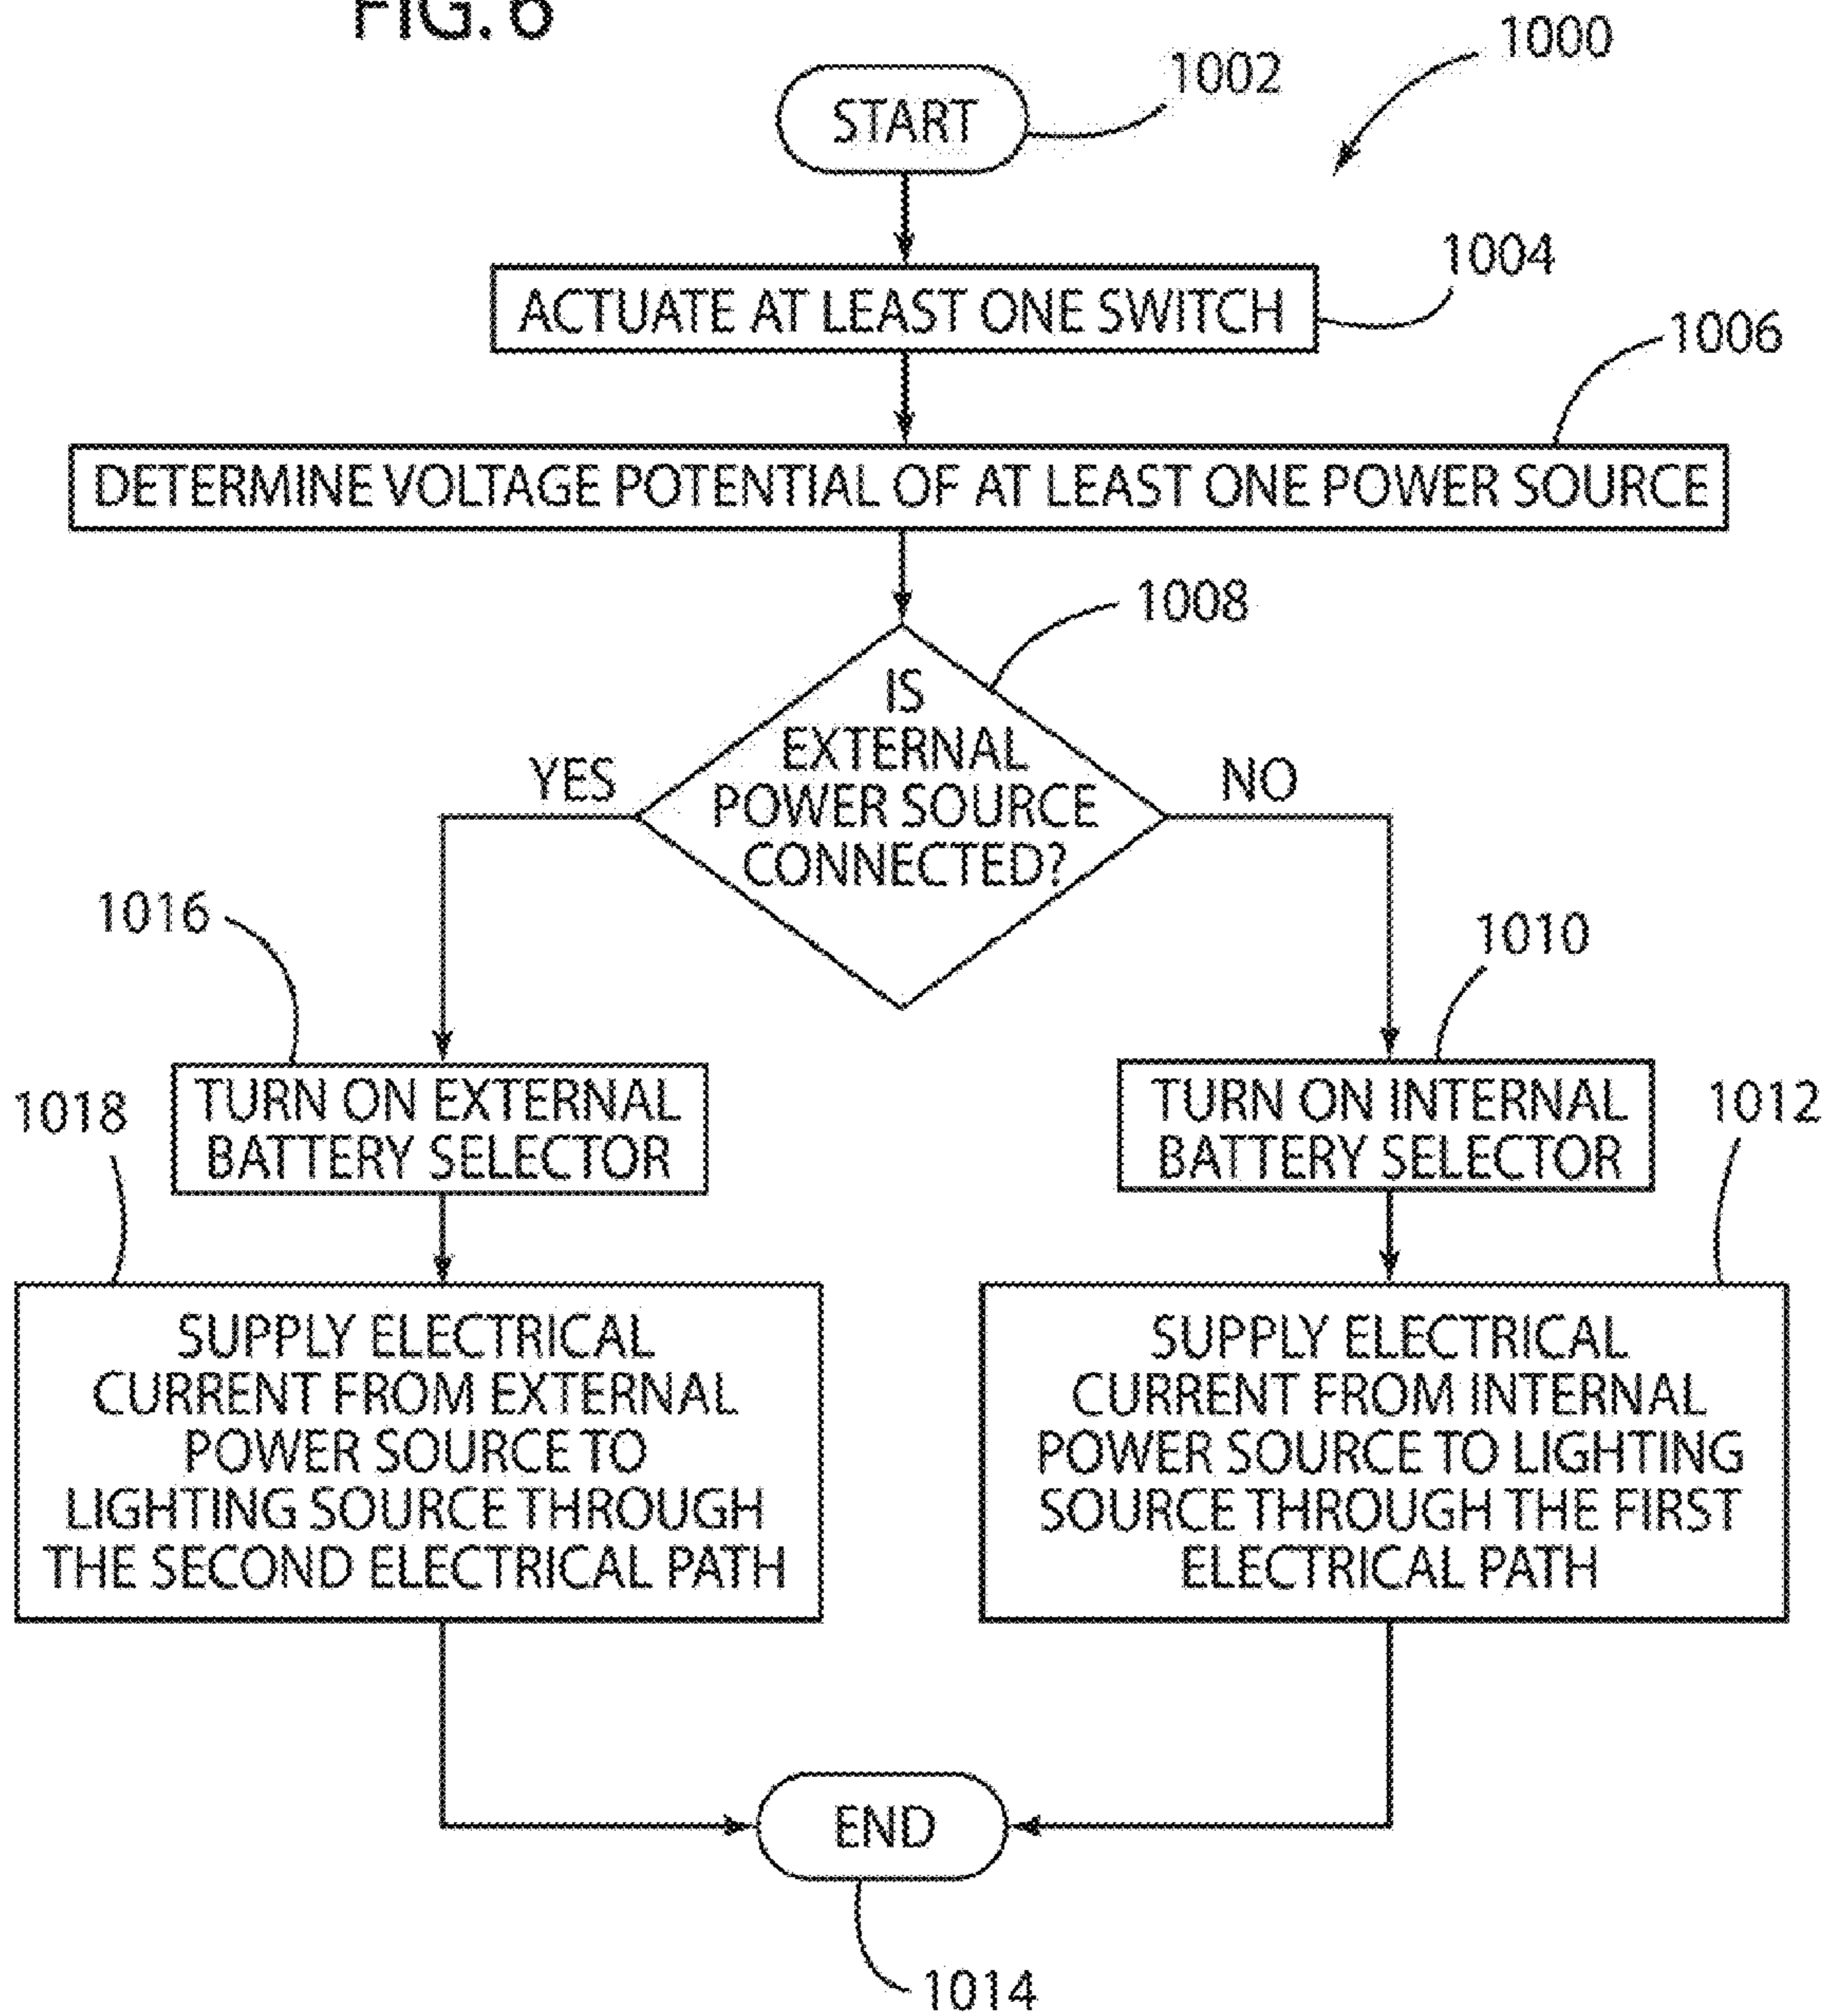 FIG. 6
1000
1002
START
1004
ACTUATE AT LEAST ONE SWITCH
1006
DETERMINE VOLTAGE POTENTIAL OF AT LEAST ONE POWER SOURCE
1008
IS
EXTERNAL
POWER SOURCE
CONNECTED?
YES
NO
1016
TURN ON EXTERNAL
BATTERY SELECTOR
1010
TURN ON INTERNAL
BATTERY SELECTOR
1018
SUPPLY ELECTRICAL
CURRENT FROM EXTERNAL
POWER SOURCE TO
LIGHTING SOURCE THROUGH
THE SECOND ELECTRICAL PATH
1012
SUPPLY ELECTRICAL
CURRENT FROM INTERNAL
POWER SOURCE TO LIGHTING
SOURCE THROUGH THE FIRST
ELECTRICAL PATH
END
1014